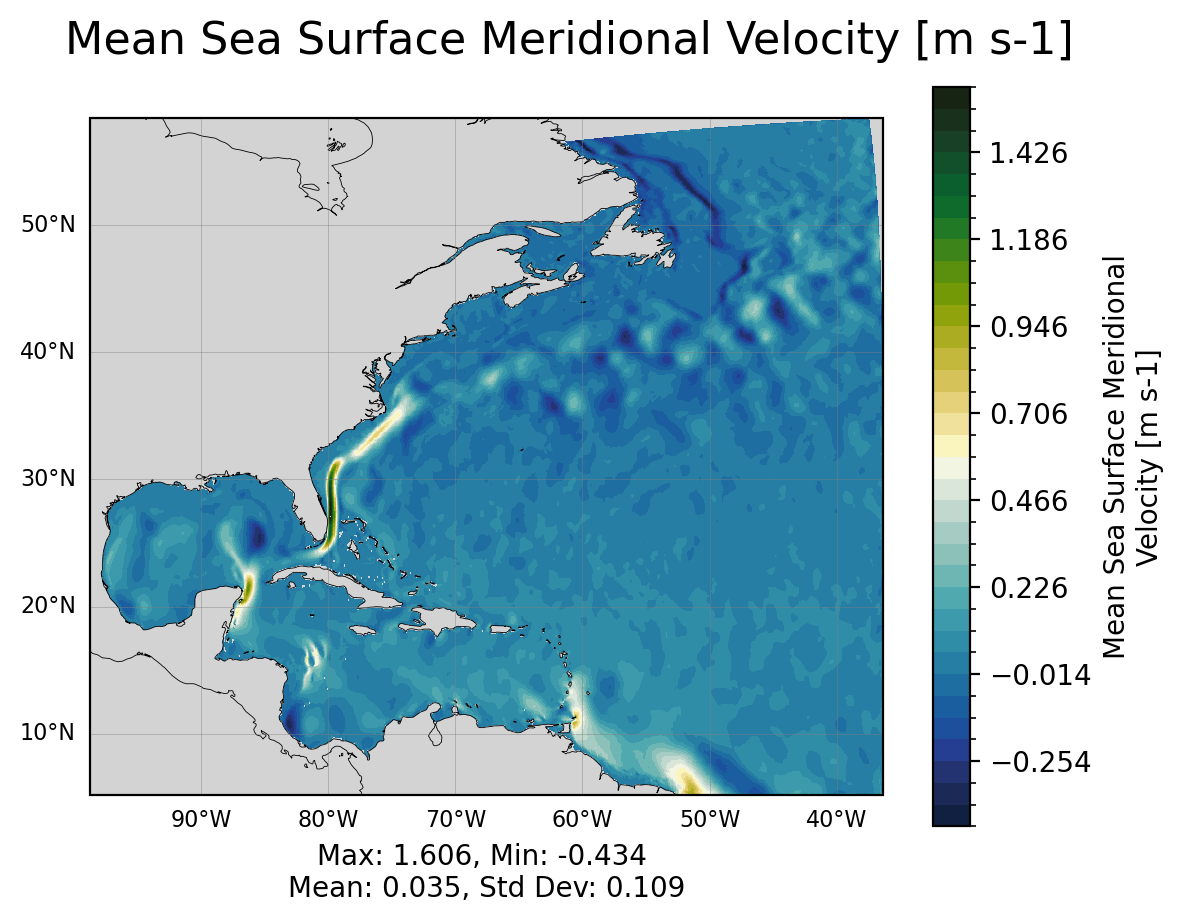 Mean Sea Surface Meridional Velocity [m s-1]
50°N
40°N
30°N
20°N
10°N
90°W 80°W 70°W 60°W 50°W 40°W
Max: 1.606, Min: -0.434
Mean: 0.035, Std Dev: 0.109
1.426
1.186
0.946
0.706
0.466
0.226
−0.014
−0.254
Mean Sea Surface Meridional
Velocity [m s-1]